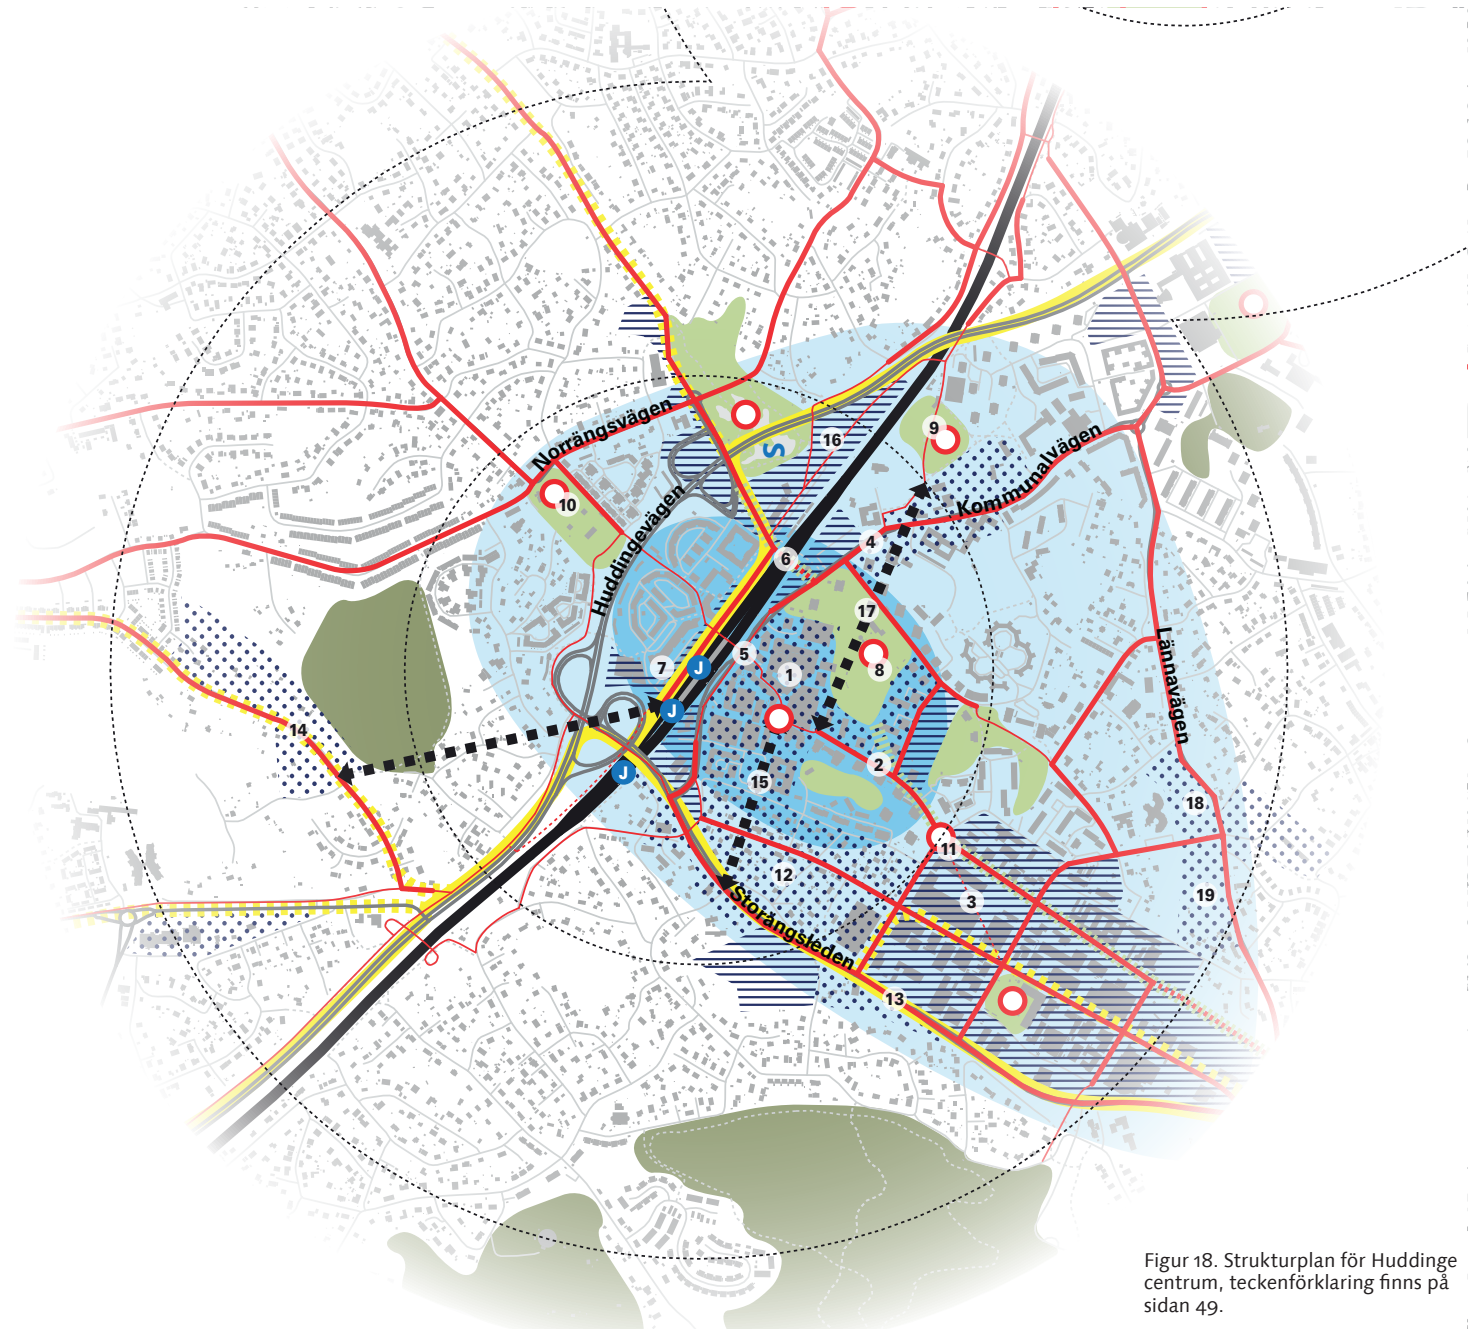 9
16
Norrängsvägen
S
Kommunalvägen
10
Huddingevägen
4
6
17
5
7
J
1
8
Lännavägen
J
14
2
J
15
18
11
12
19
3
Storängsleden
13
Figur 18. Strukturplan för Huddinge
centrum, teckenförklaring finns på
sidan 49.